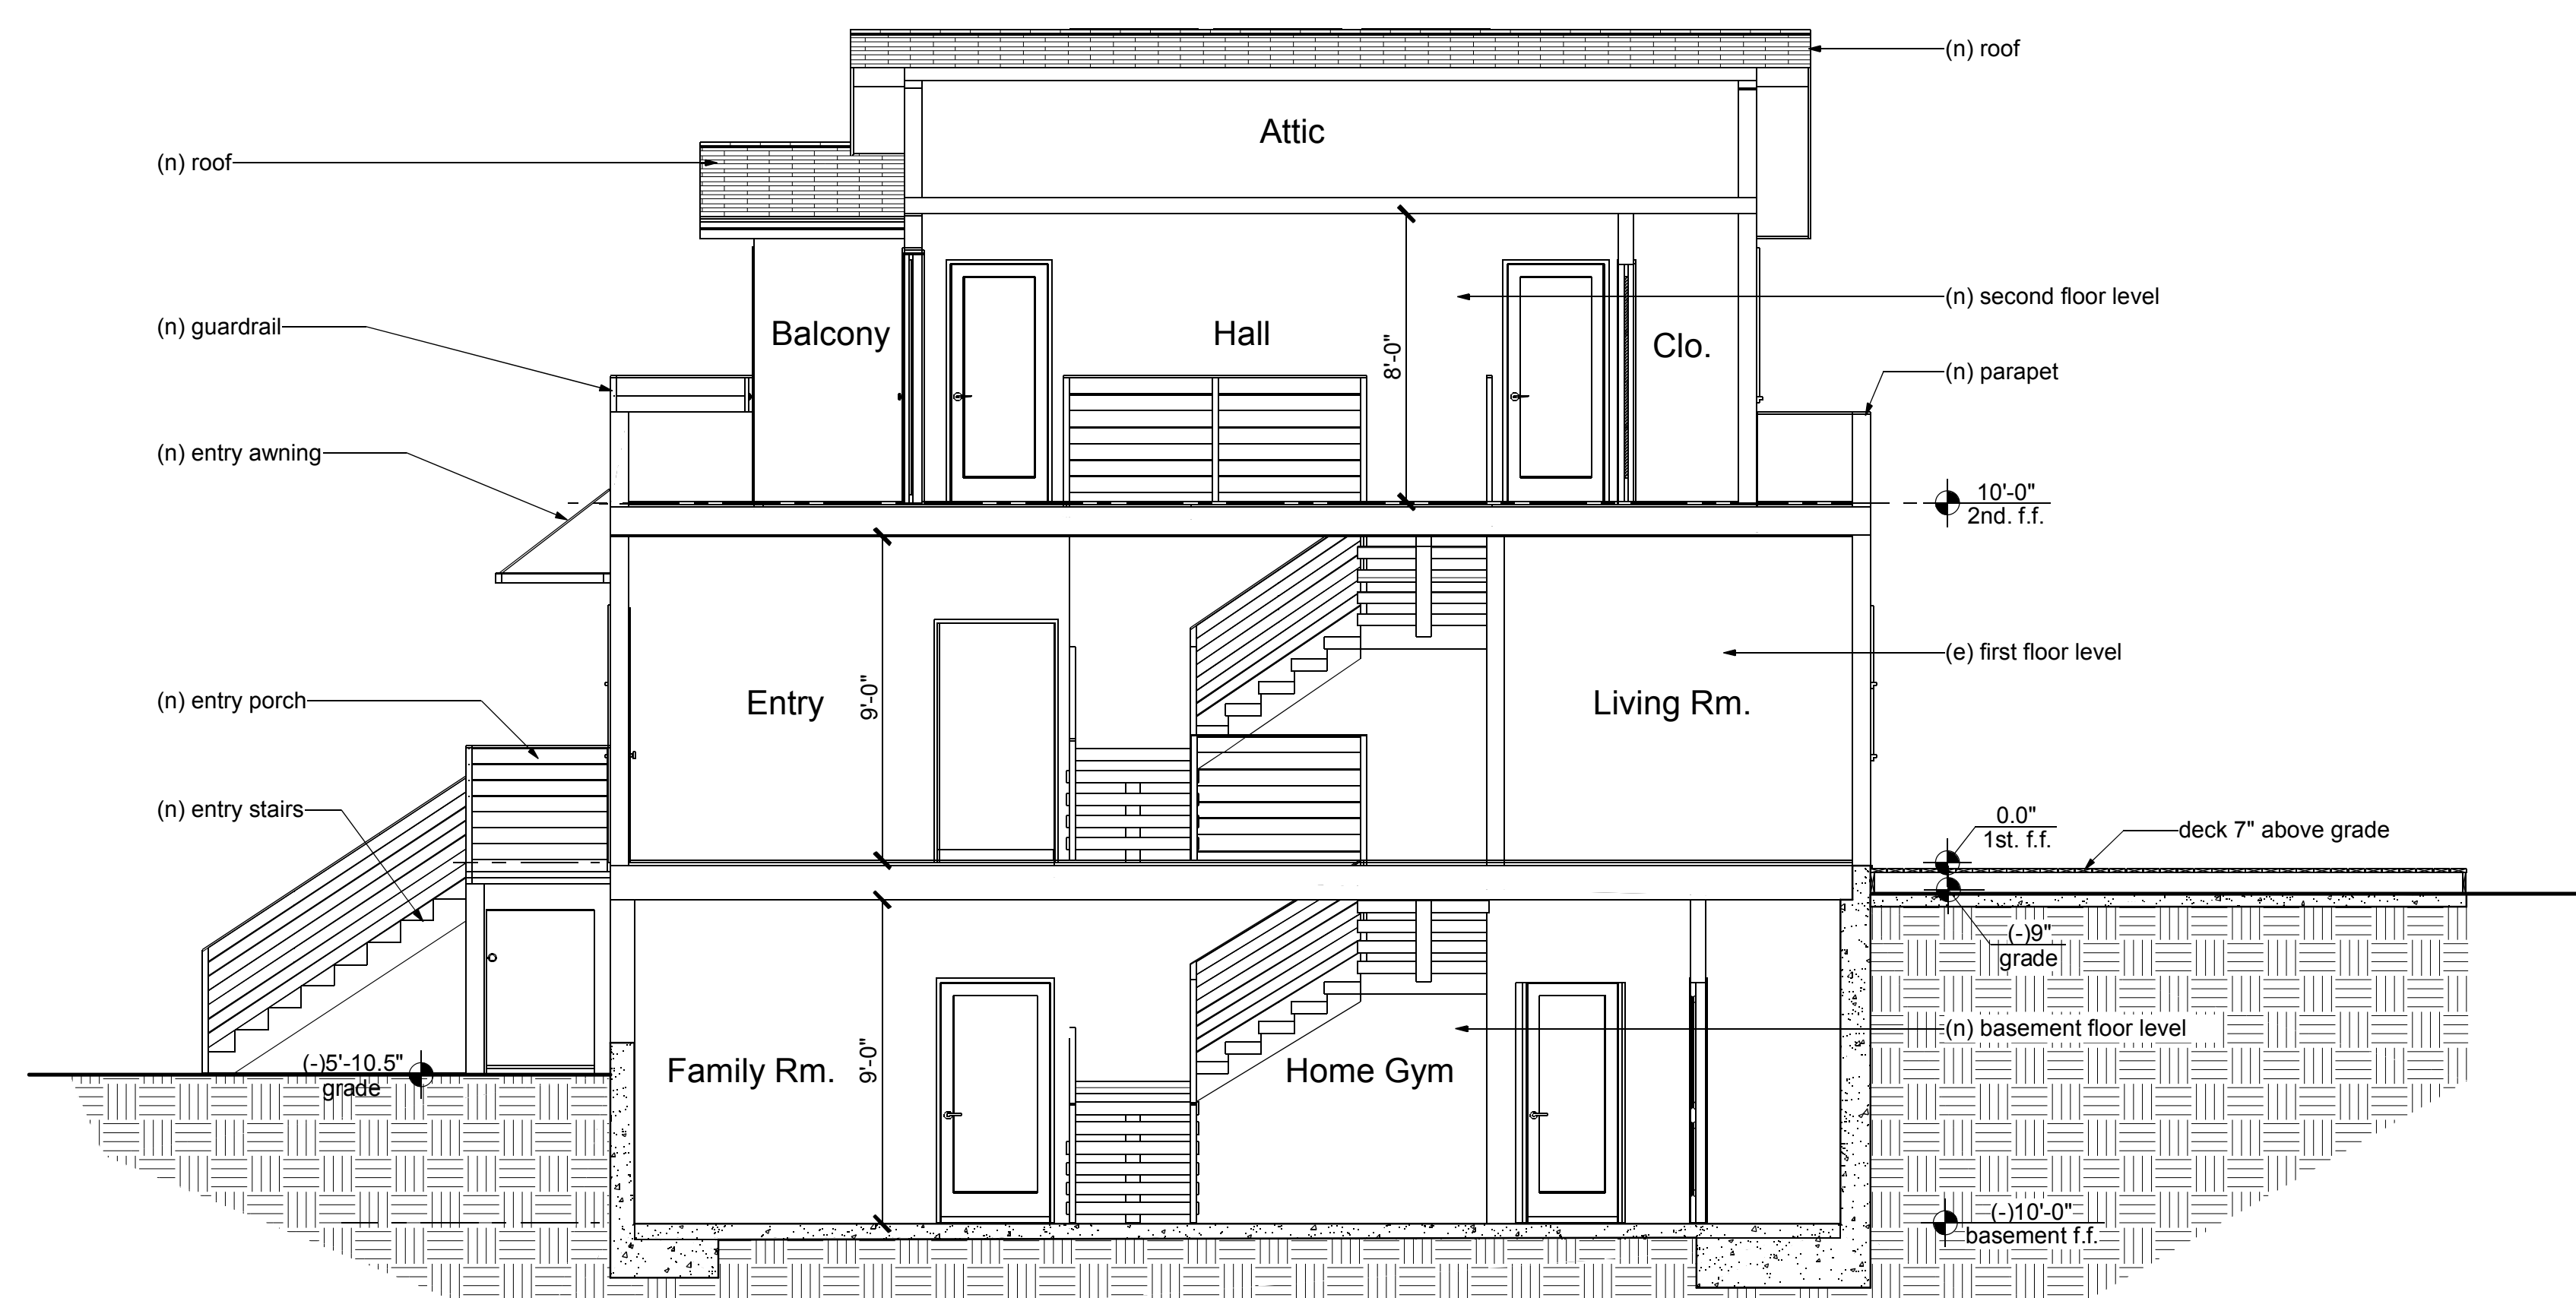 (n) roof
Attic
(n) roof
(n) second floor level
(n) guardrail
Balcony
Hall
Clo.
8'-0"
(n) parapet
(n) entry awning
10'-0"
2nd. f.f.
(e) first floor level
(n) entry porch
Entry
9'-0"
Living Rm.
(n) entry stairs
0.0"
1st. f.f.
deck 7" above grade
(-)9"
grade
(n) basement floor level
(-)5'-10.5"
grade
Family Rm.
9'-0"
Home Gym
(-)10'-0"
basement f.f.